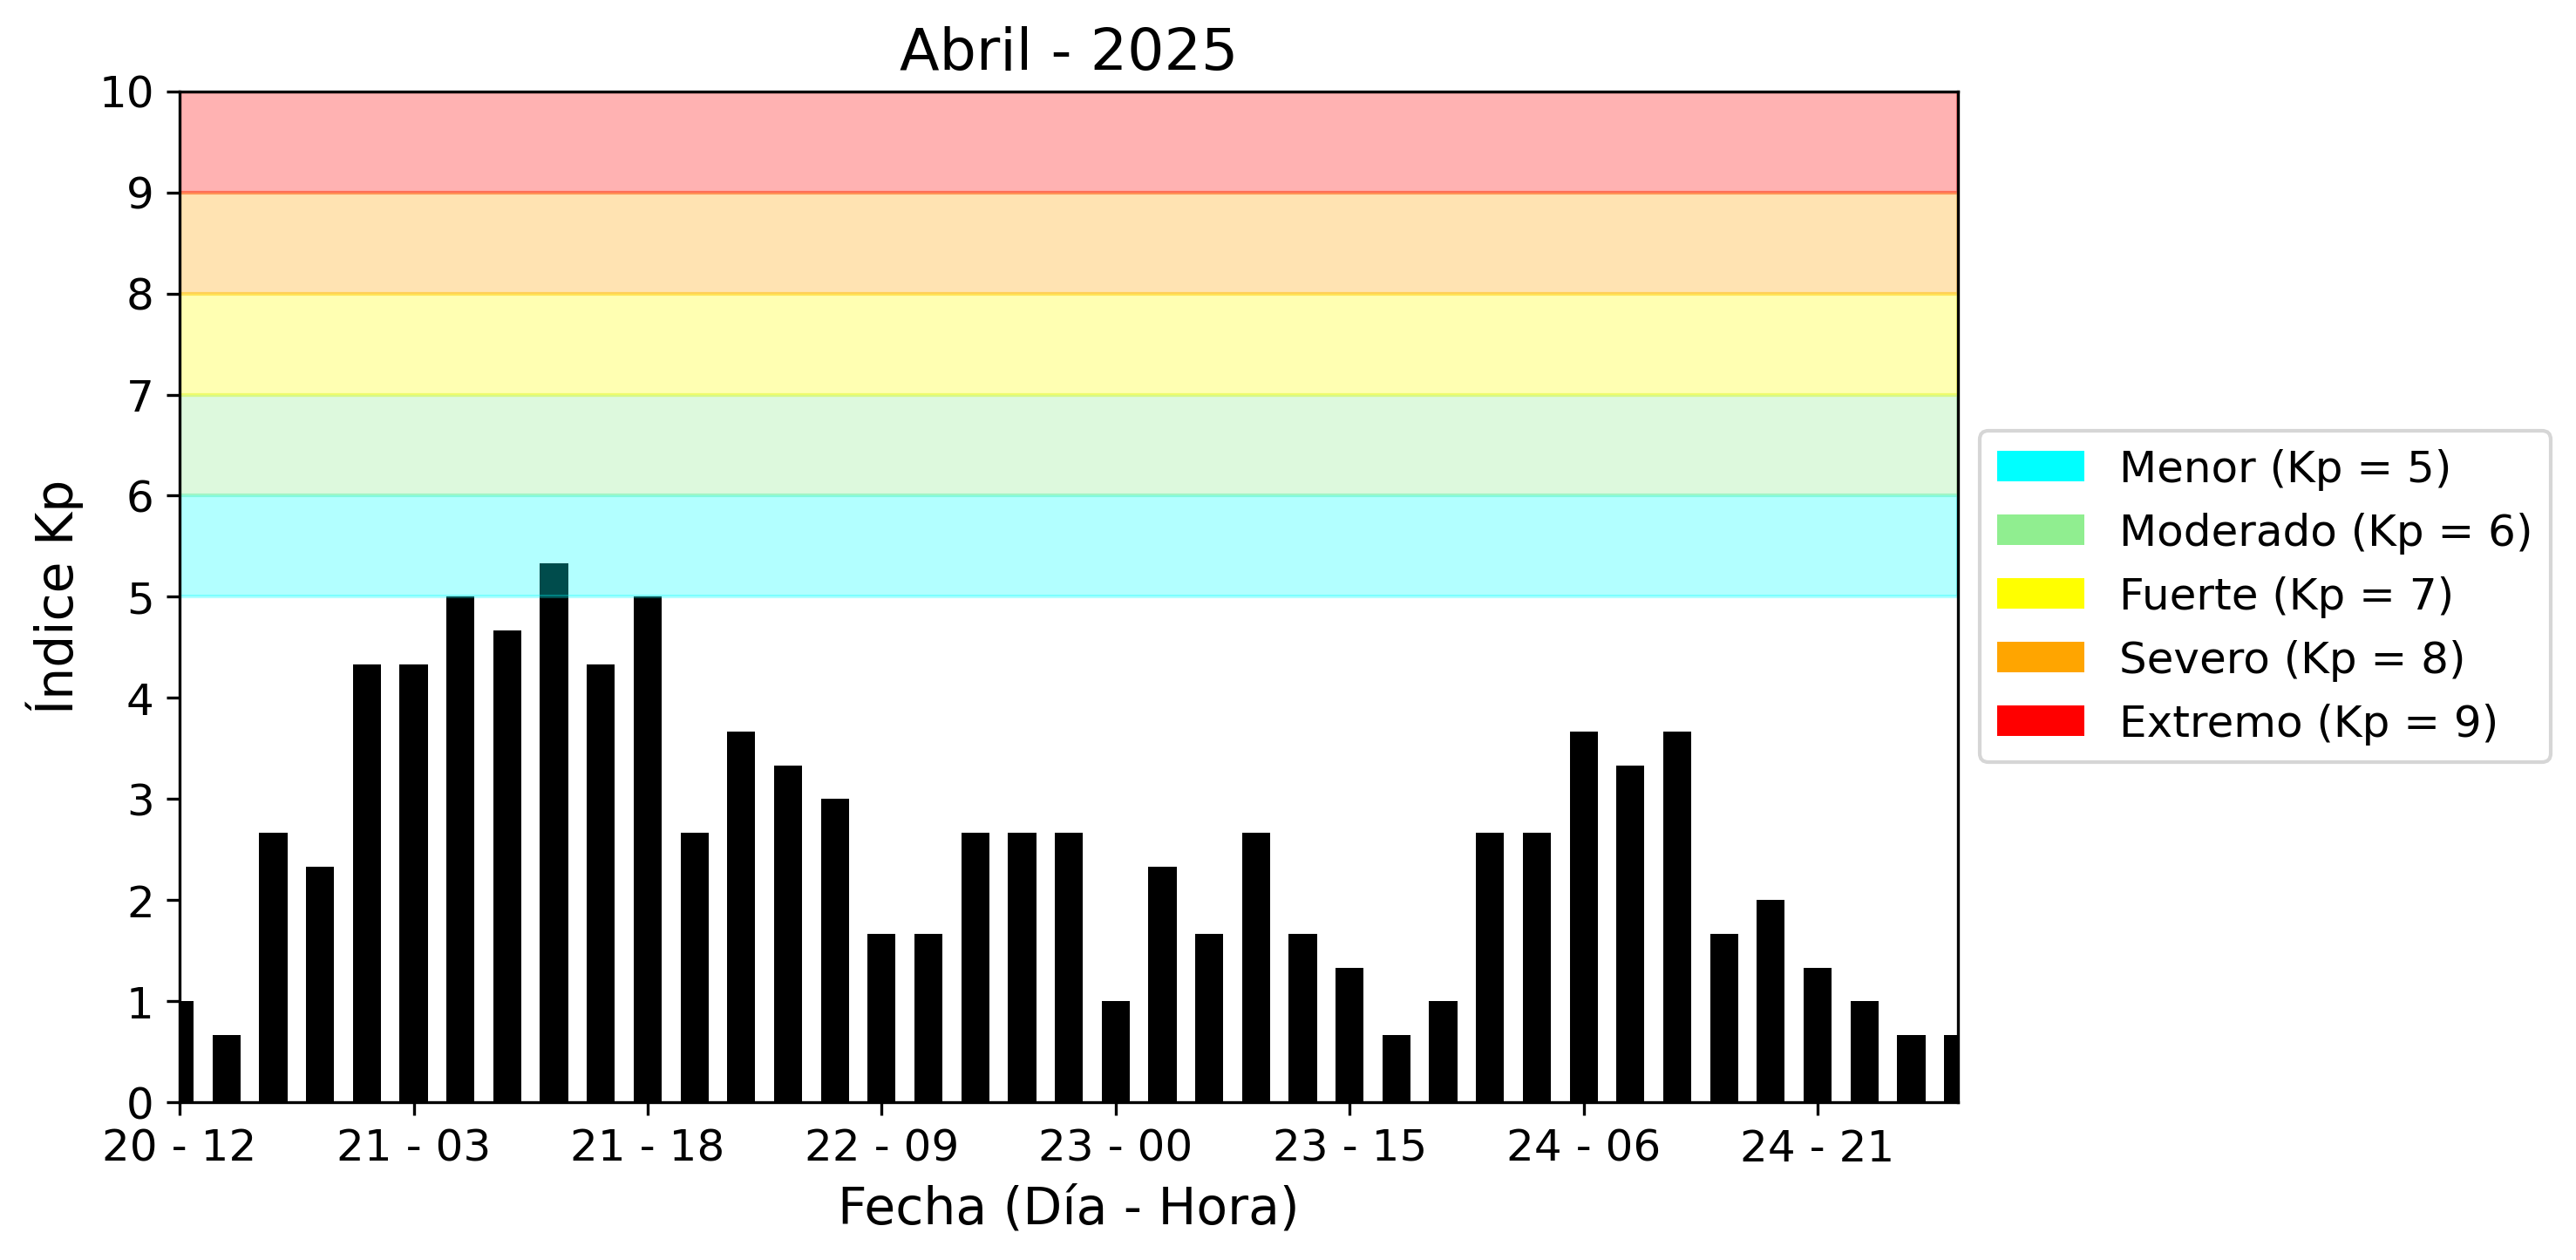 Abril - 2025
10
9
8
7
6
5
4
3
2
1
0
Índice Kp
20 - 12
21 - 03
21 - 18
22 - 09
23 - 00
23 - 15
24 - 06
24 - 21
Fecha (Día - Hora)
Menor (Kp = 5)
Moderado (Kp = 6)
Fuerte (Kp = 7)
Severo (Kp = 8)
Extremo (Kp = 9)